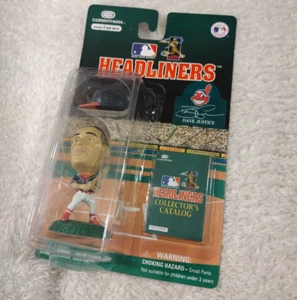 CORINTHIAN
HEADLINERS
DAVE JUSTICE
HEADLINERS
COLLECTOR'S
CATALOG
WARNING:
CHOKING HAZARD - Small Parts
Not suitable for children under 3 years